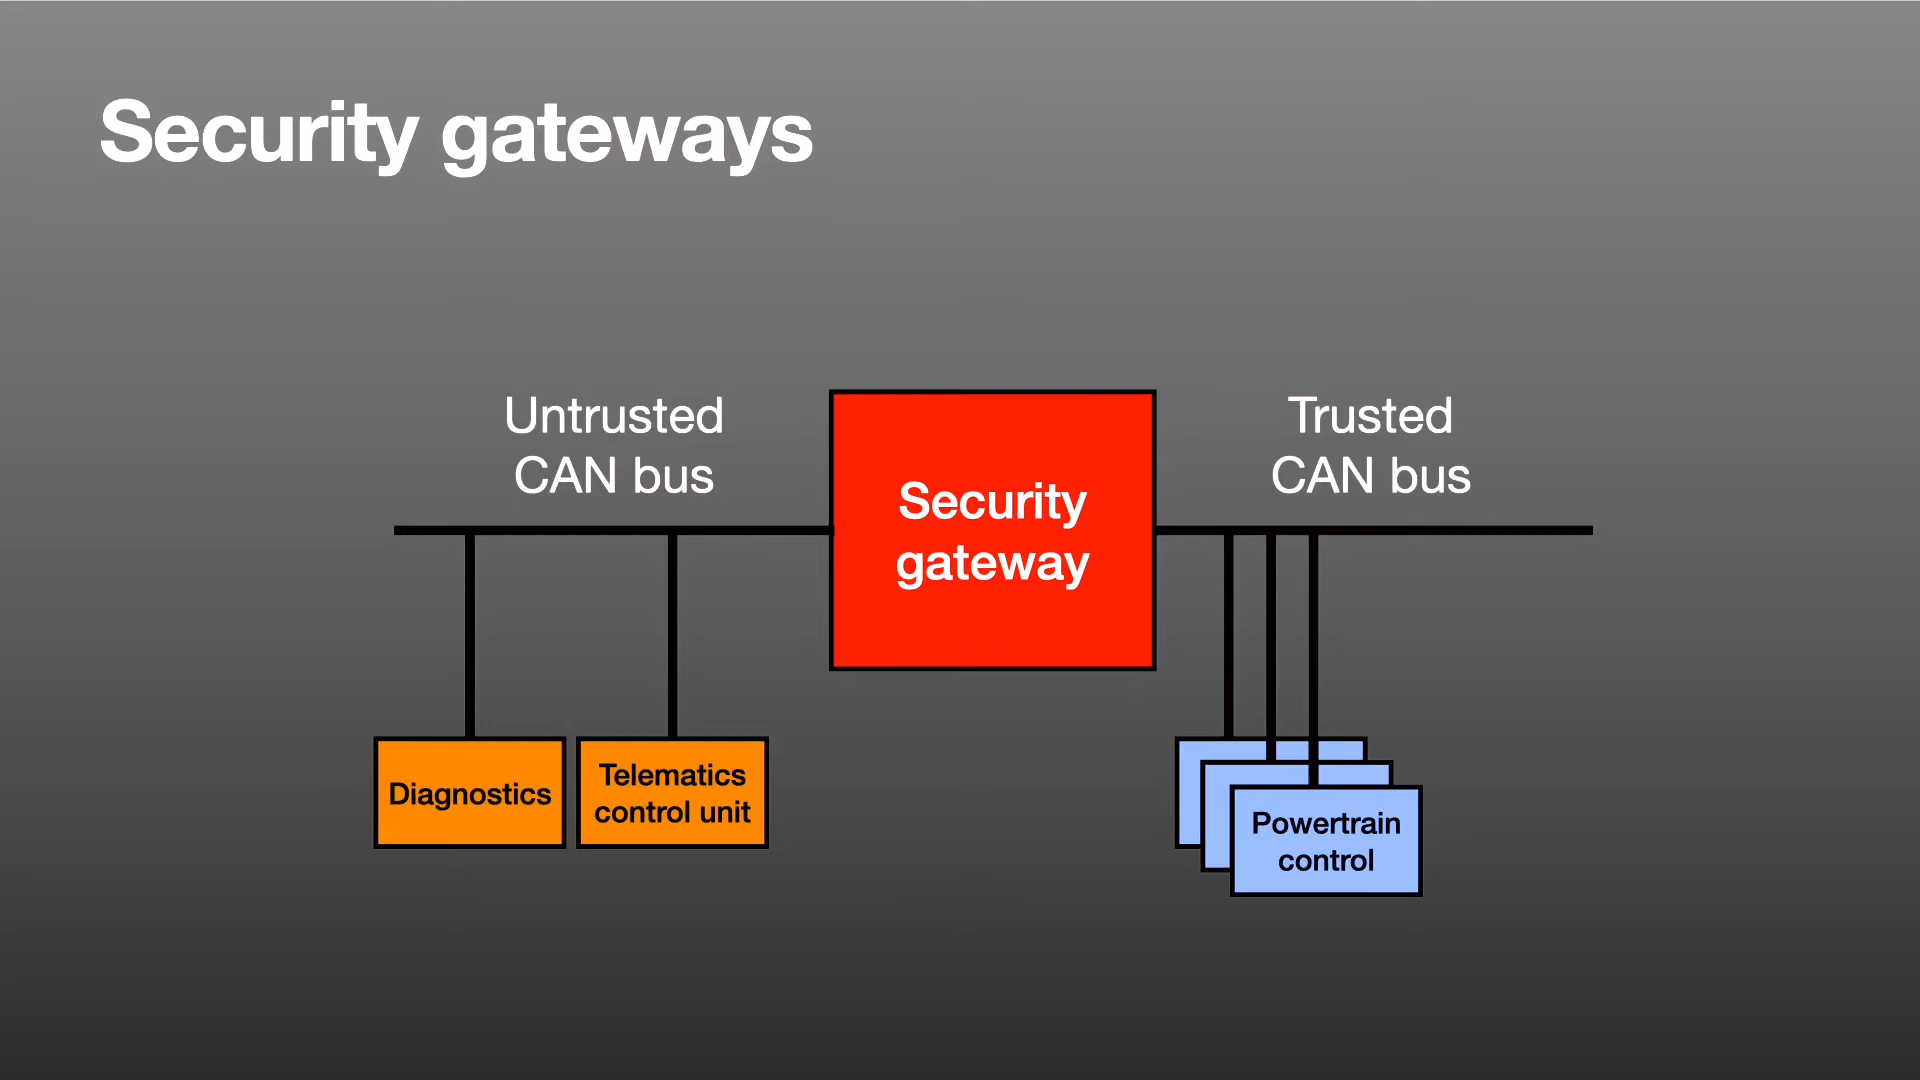 Security gateways
Untrusted
CAN bus
Security
gateway
Trusted
CAN bus
Diagnostics
Telematics
control unit
Powertrain
control